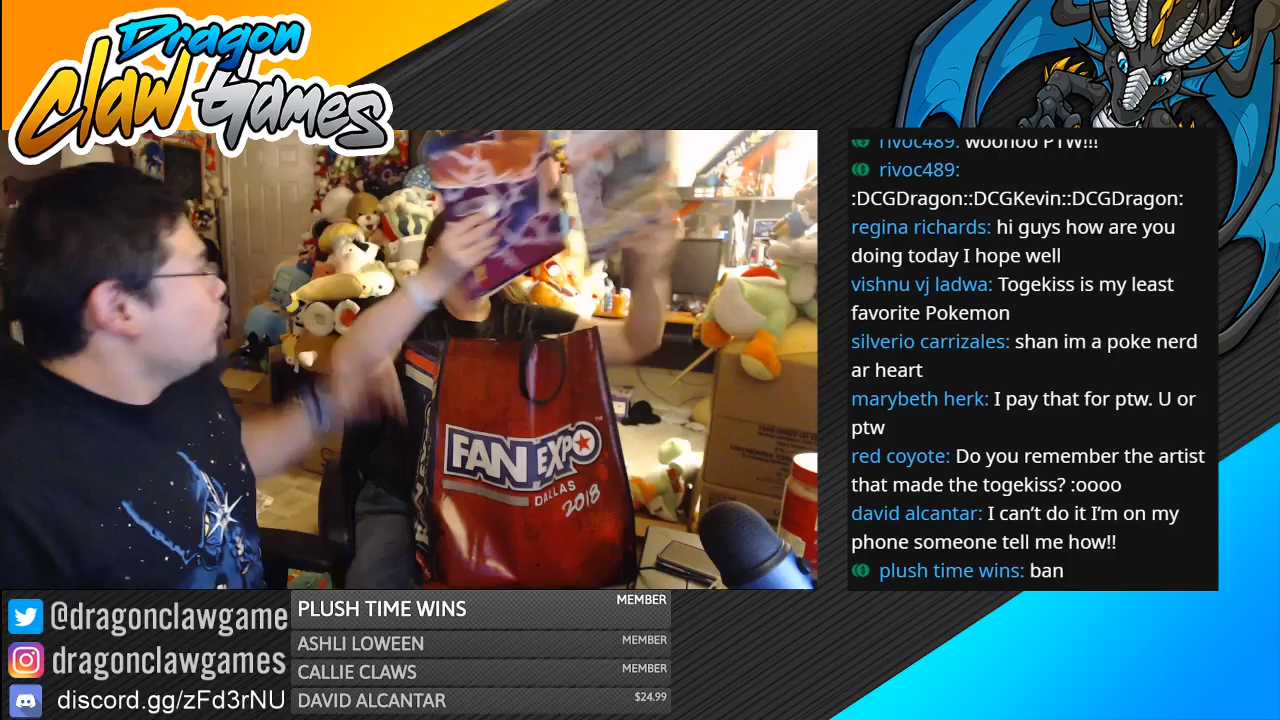 Dragon
Claw Games
rivoc489: woohoo PTW!!!
rivoc489:
:DCGDragon::DCGKevin::DCGDragon:
regina richards: hi guys how are you
doing today I hope well
vishnu vj ladwa: Togekiss is my least
favorite Pokemon
silverio carrizales: shan im a poke nerd
ar heart
marybeth herk: I pay that for ptw. U or
ptw
red coyote: Do you remember the artist
that made the togekiss? :oooo
david alcantar: I can't do it I'm on my
phone someone tell me how!!
plush time wins: ban
FAN EXPO™
DALLAS
2018
@dragonclawgame
dragonclawgames
discord.gg/zFd3rNU
PLUSH TIME WINS MEMBER
ASHLI LOWEEN MEMBER
CALLIE CLAWS MEMBER
DAVID ALCANTAR $24.99